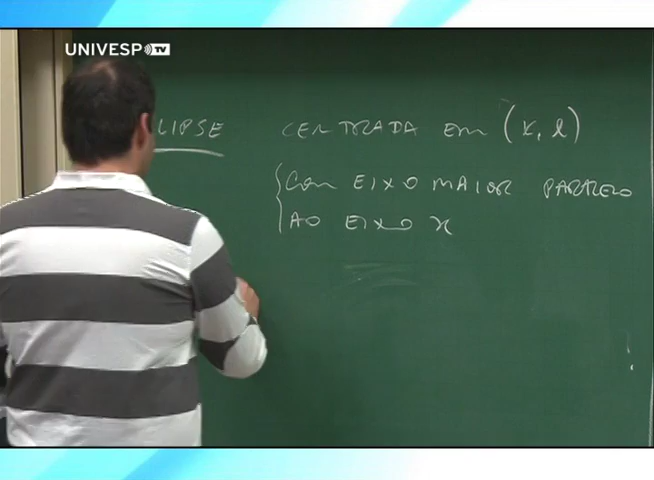 UNIVESP TV
LIPSE CENTRADA Em (k, l)
Com EIXO MAIOR PARALELO
AO EIXO x